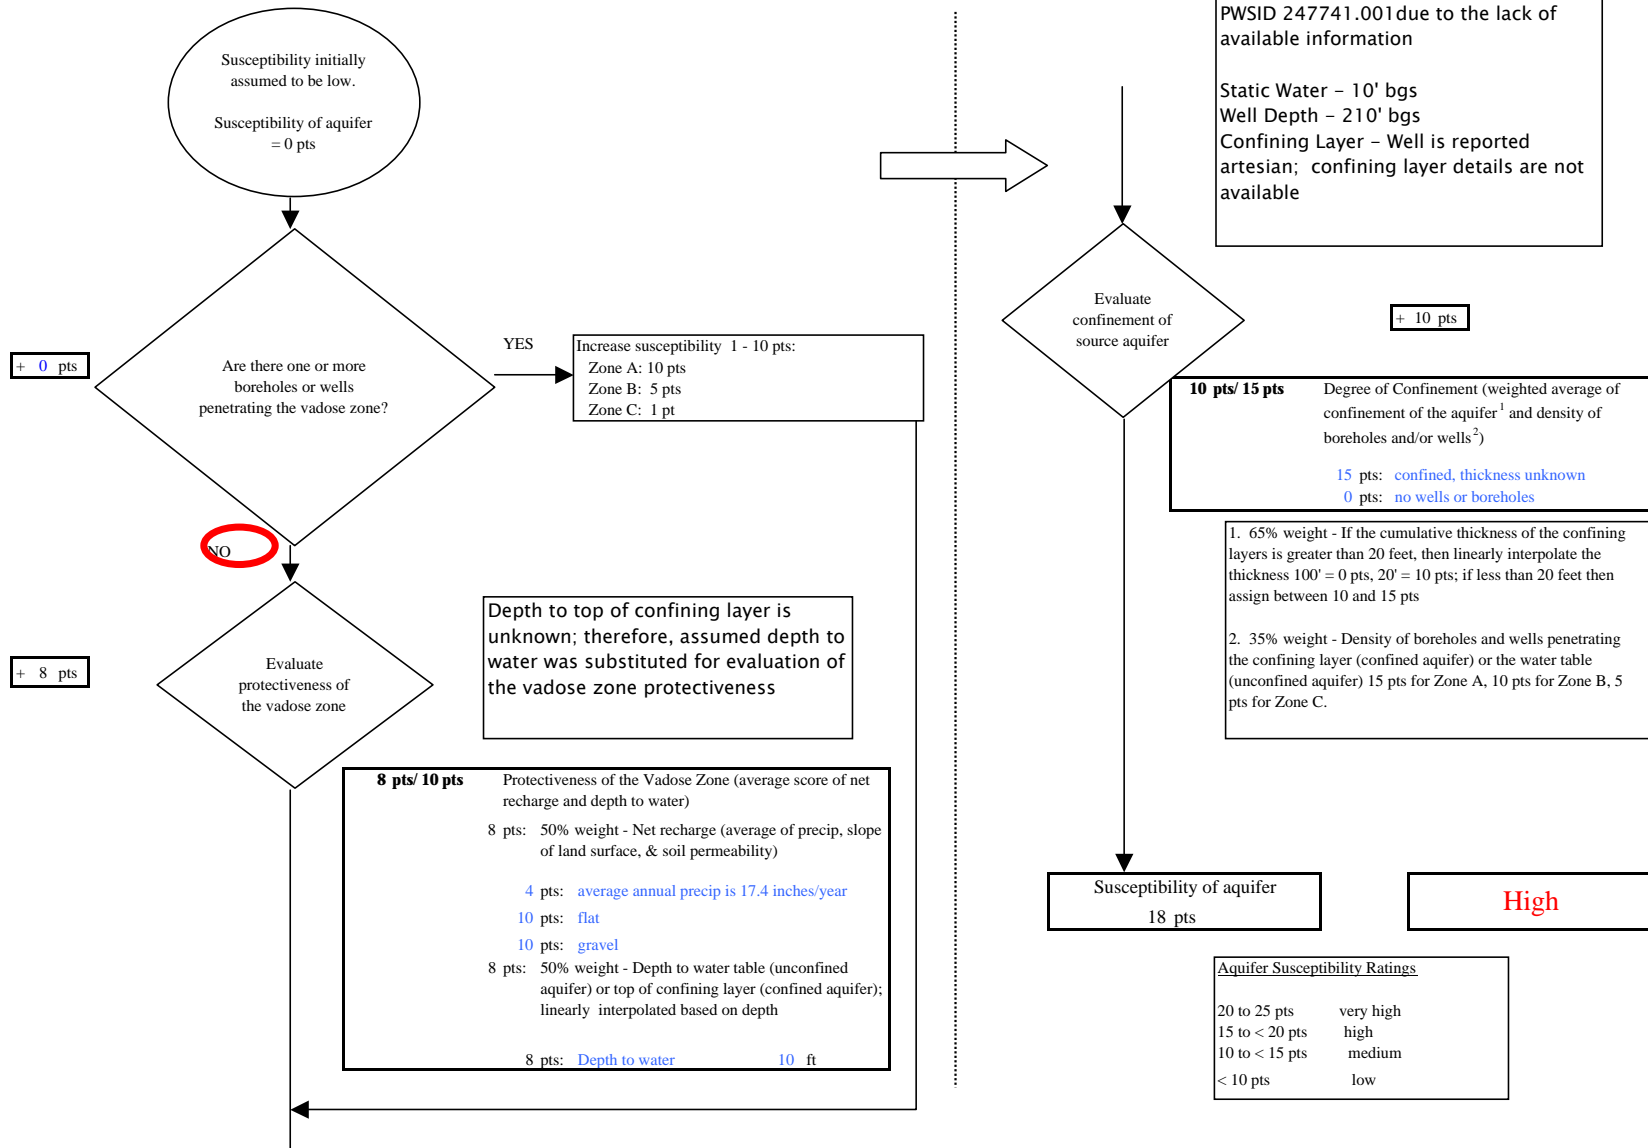 Susceptibility initially
assumed to be low.
Susceptibility of aquifer
= 0 pts
Are there one or more
boreholes or wells
penetrating the vadose zone?
+ 0 pts
YES
Increase susceptibility 1 - 10 pts:
Zone A: 10 pts
Zone B: 5 pts
Zone C: 1 pt
NO
Evaluate
protectiveness of
the vadose zone
+ 8 pts
Depth to top of confining layer is
unknown; therefore, assumed depth to
water was substituted for evaluation of
the vadose zone protectiveness
8 pts/ 10 pts Protectiveness of the Vadose Zone (average score of net
recharge and depth to water)
8 pts: 50% weight - Net recharge (average of precip, slope
of land surface, & soil permeability)
4 pts: average annual precip is 17.4 inches/year
10 pts: flat
10 pts: gravel
8 pts: 50% weight - Depth to water table (unconfined
aquifer) or top of confining layer (confined aquifer);
linearly interpolated based on depth
8 pts: Depth to water 10 ft
PWSID 247741.001due to the lack of
available information
Static Water – 10' bgs
Well Depth – 210' bgs
Confining Layer – Well is reported
artesian; confining layer details are not
available
Evaluate
confinement of
source aquifer
+ 10 pts
10 pts/ 15 pts Degree of Confinement (weighted average of
confinement of the aquifer1 and density of
boreholes and/or wells2)
15 pts: confined, thickness unknown
0 pts: no wells or boreholes
1. 65% weight - If the cumulative thickness of the confining
layers is greater than 20 feet, then linearly interpolate the
thickness 100' = 0 pts, 20' = 10 pts; if less than 20 feet then
assign between 10 and 15 pts
2. 35% weight - Density of boreholes and wells penetrating
the confining layer (confined aquifer) or the water table
(unconfined aquifer) 15 pts for Zone A, 10 pts for Zone B, 5
pts for Zone C.
Susceptibility of aquifer
18 pts
High
Aquifer Susceptibility Ratings
20 to 25 pts very high
15 to < 20 pts high
10 to < 15 pts medium
< 10 pts low